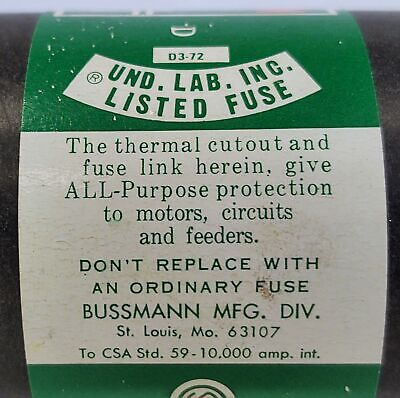 D
D3-72
® UND. LAB. INC.
LISTED FUSE
The thermal cutout and
fuse link herein, give
ALL-Purpose protection
to motors, circuits
and feeders.
DON'T REPLACE WITH
AN ORDINARY FUSE
BUSSMANN MFG. DIV.
St. Louis, Mo. 63107
To CSA Std. 59-10,000 amp. int.